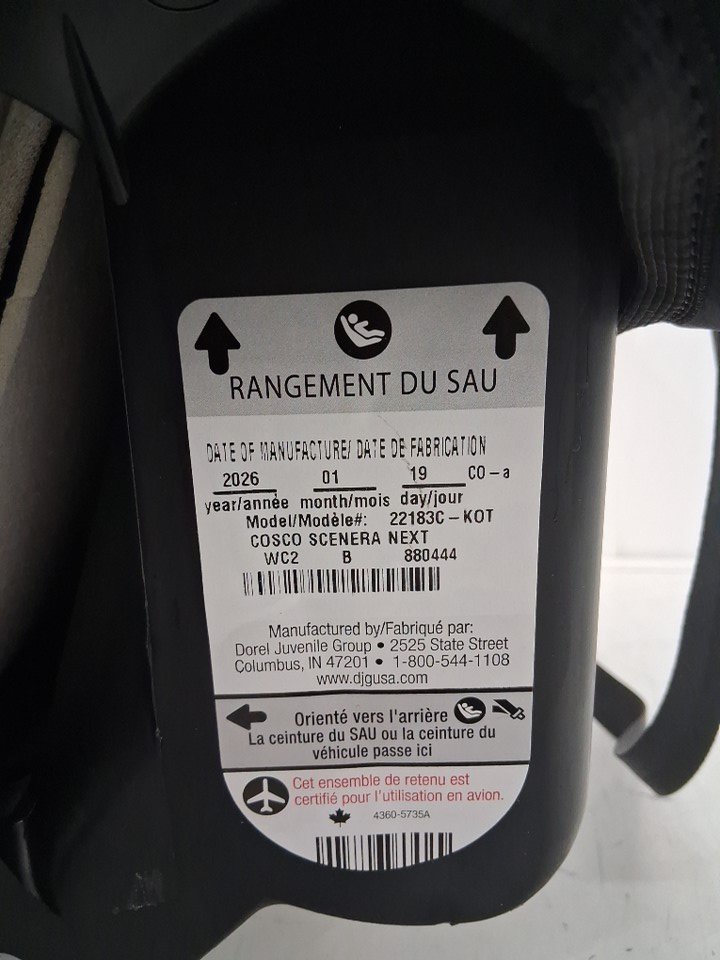 RANGEMENT DU SAU
DATE OF MANUFACTURE/ DATE DE FABRICATION
2026 01 19 CO-a
year/année month/mois day/jour
Model/Modèle#: 22183C-KOT
COSCO SCENERA NEXT
WC2 B 880444
Manufactured by/Fabriqué par:
Dorel Juvenile Group • 2525 State Street
Columbus, IN 47201 • 1-800-544-1108
www.djgusa.com
Orienté vers l'arrière
La ceinture du SAU ou la ceinture du
véhicule passe ici
Cet ensemble de retenu est
certifié pour l'utilisation en avion.
4360-5735A